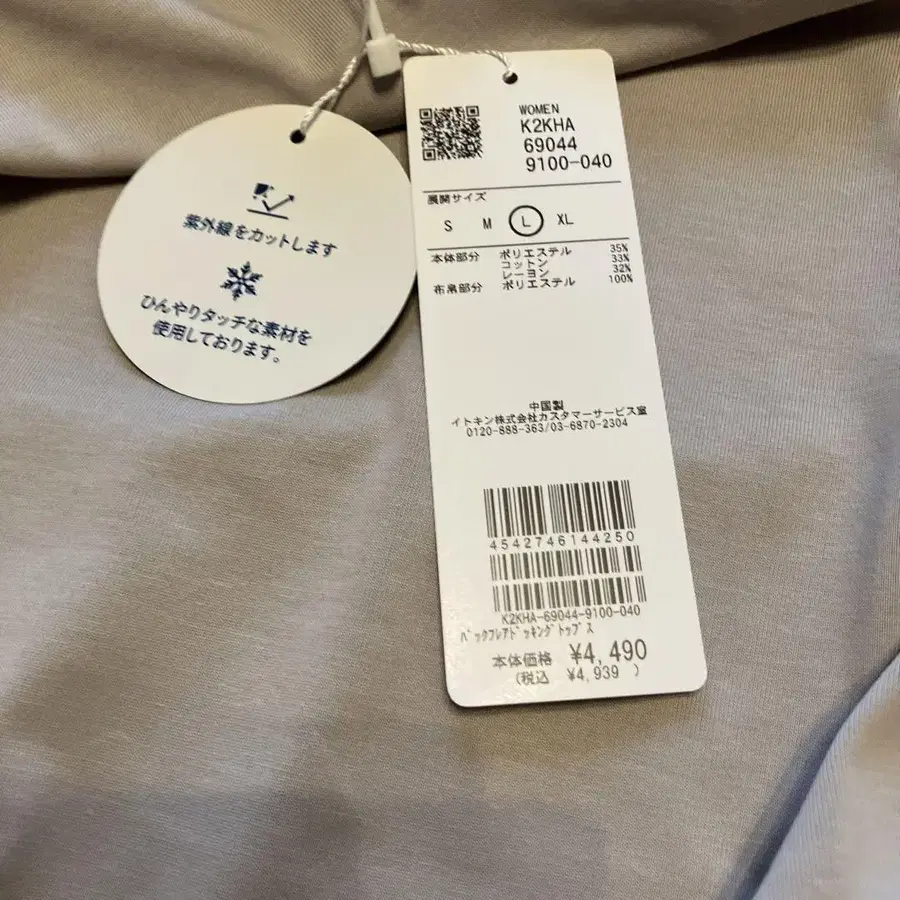 紫外線をカットします
ひんやりタッチな素材を
使用しております。
WOMEN
K2KHA
69044
9100-040
展開サイズ
S M L XL
本体部分 ポリエステル 35%
コットン 33%
レーヨン 32%
布帛部分 ポリエステル 100%
中国製
イトキン株式会社カスタマーサービス室
0120-888-363/03-6870-2304
4542746144250
K2KHA-69044-9100-040
バックフレアドッキングトップス
本体価格 ¥4,490
(税込 ¥4,939 )